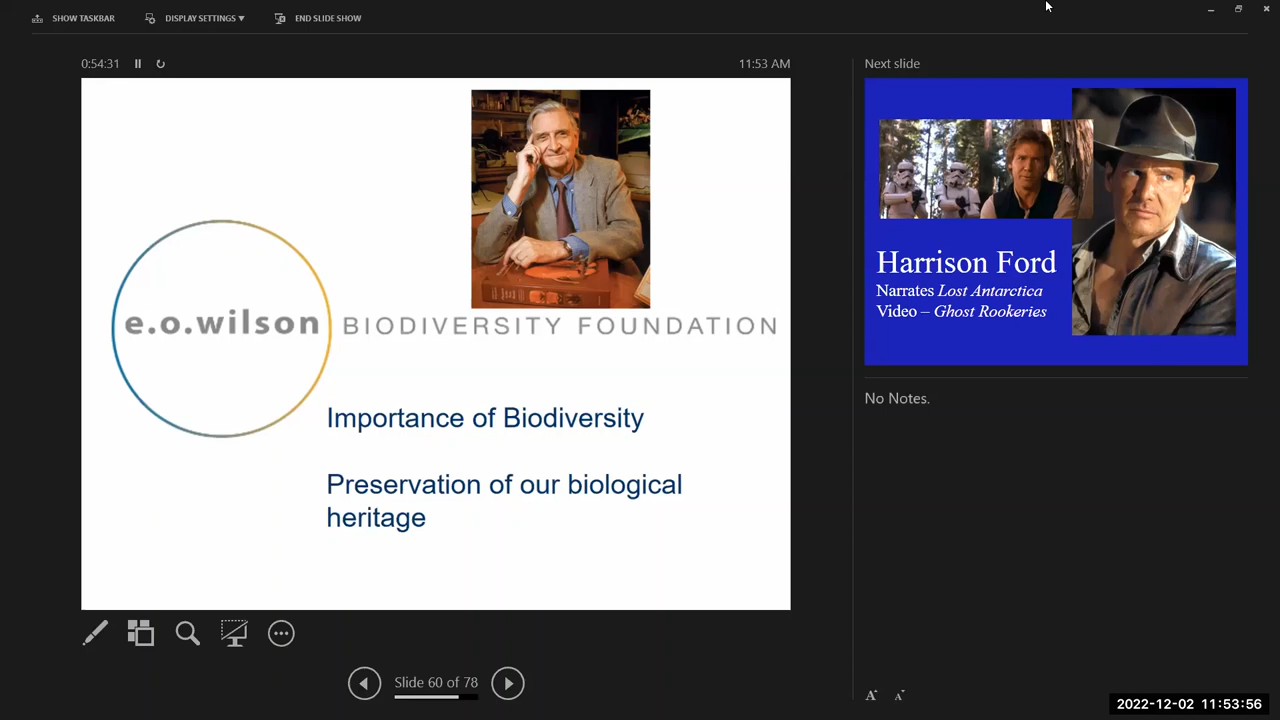 SHOW TASKBAR
DISPLAY SETTINGS ▼
END SLIDE SHOW
0:54:31
11:53 AM
Next slide
e.o.wilson BIODIVERSITY FOUNDATION
Importance of Biodiversity
Preservation of our biological
heritage
Harrison Ford
Narrates Lost Antarctica
Video – Ghost Rookeries
No Notes.
Slide 60 of 78
A A
2022-12-02 11:53:56